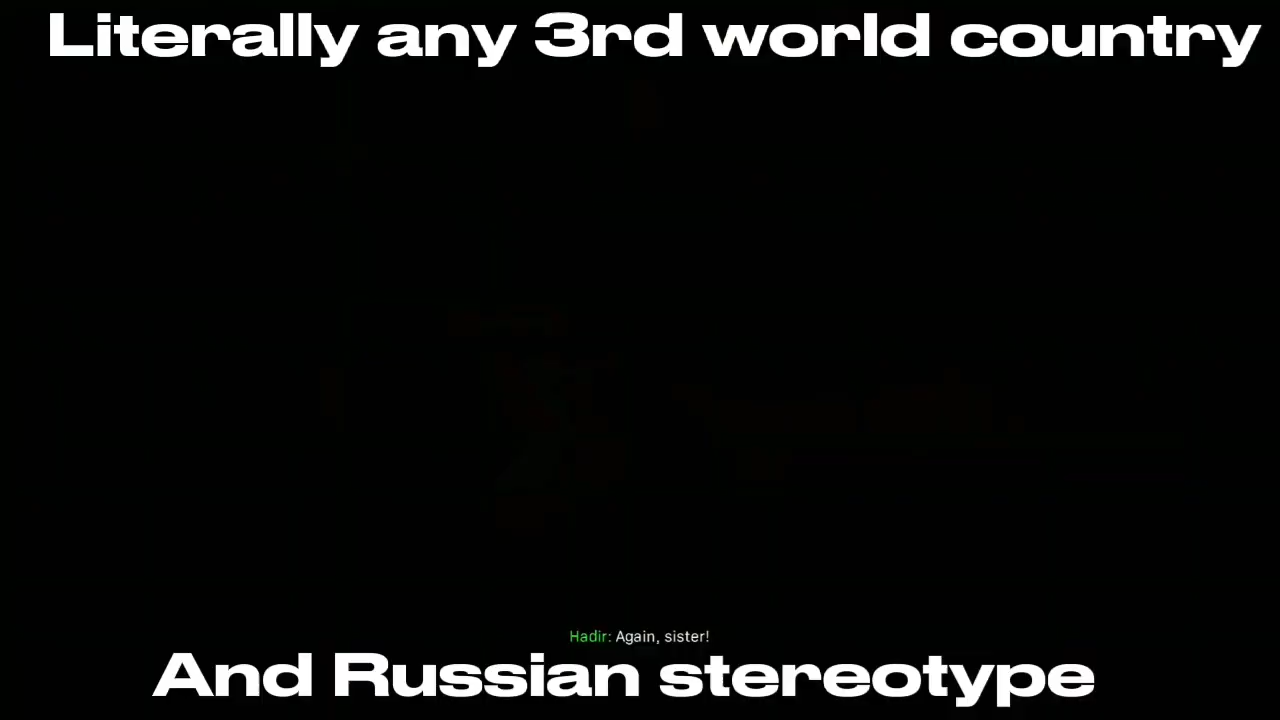 Literally any 3rd world country
Hadir: Again, sister!
And Russian stereotype